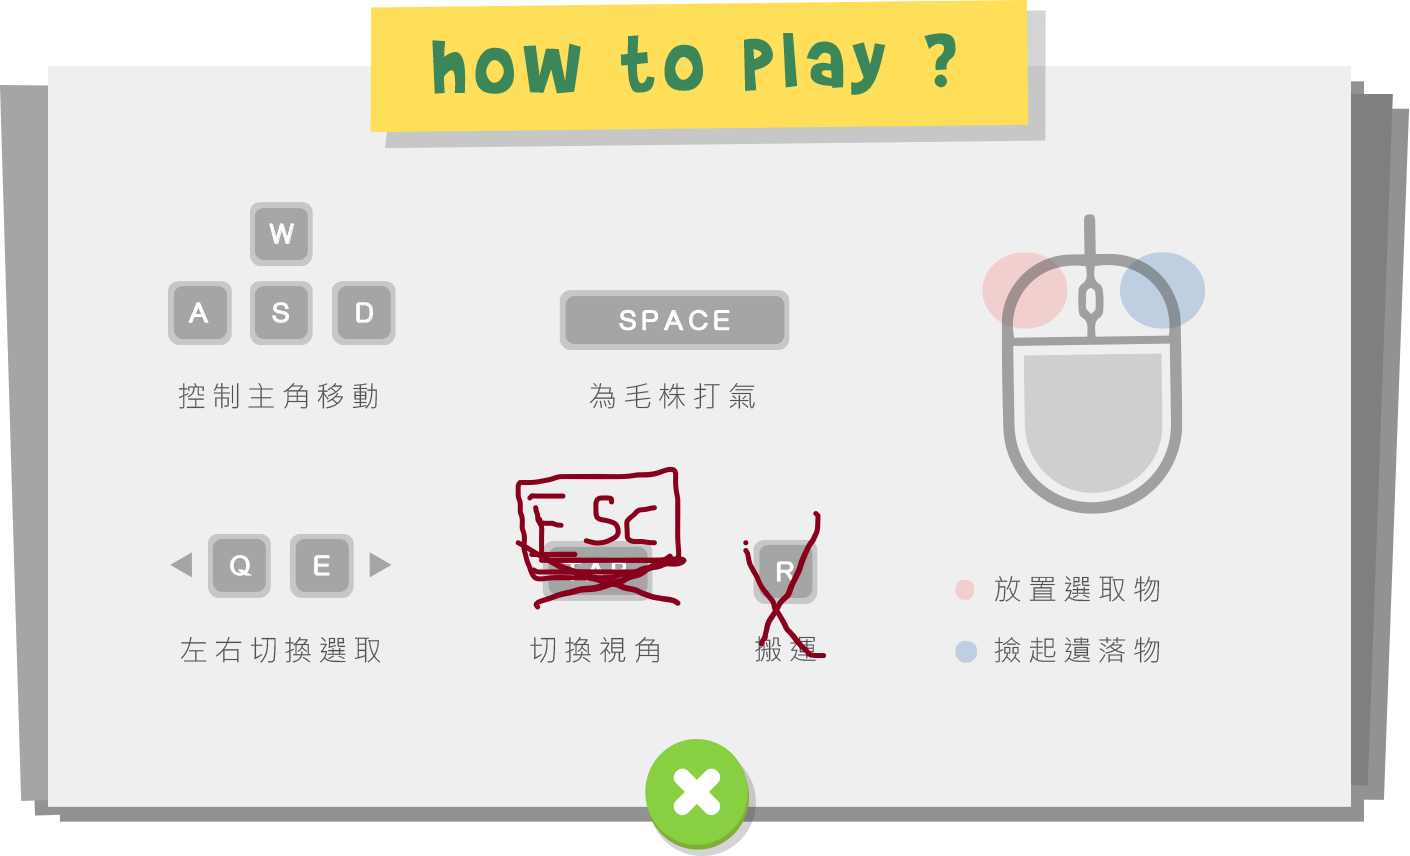 how to play ?
W
A S D
控制主角移動
SPACE
為毛株打氣
Q E
左右切換選取
ESC
TAB
切換視角
R
搬運
放置選取物
撿起遺落物